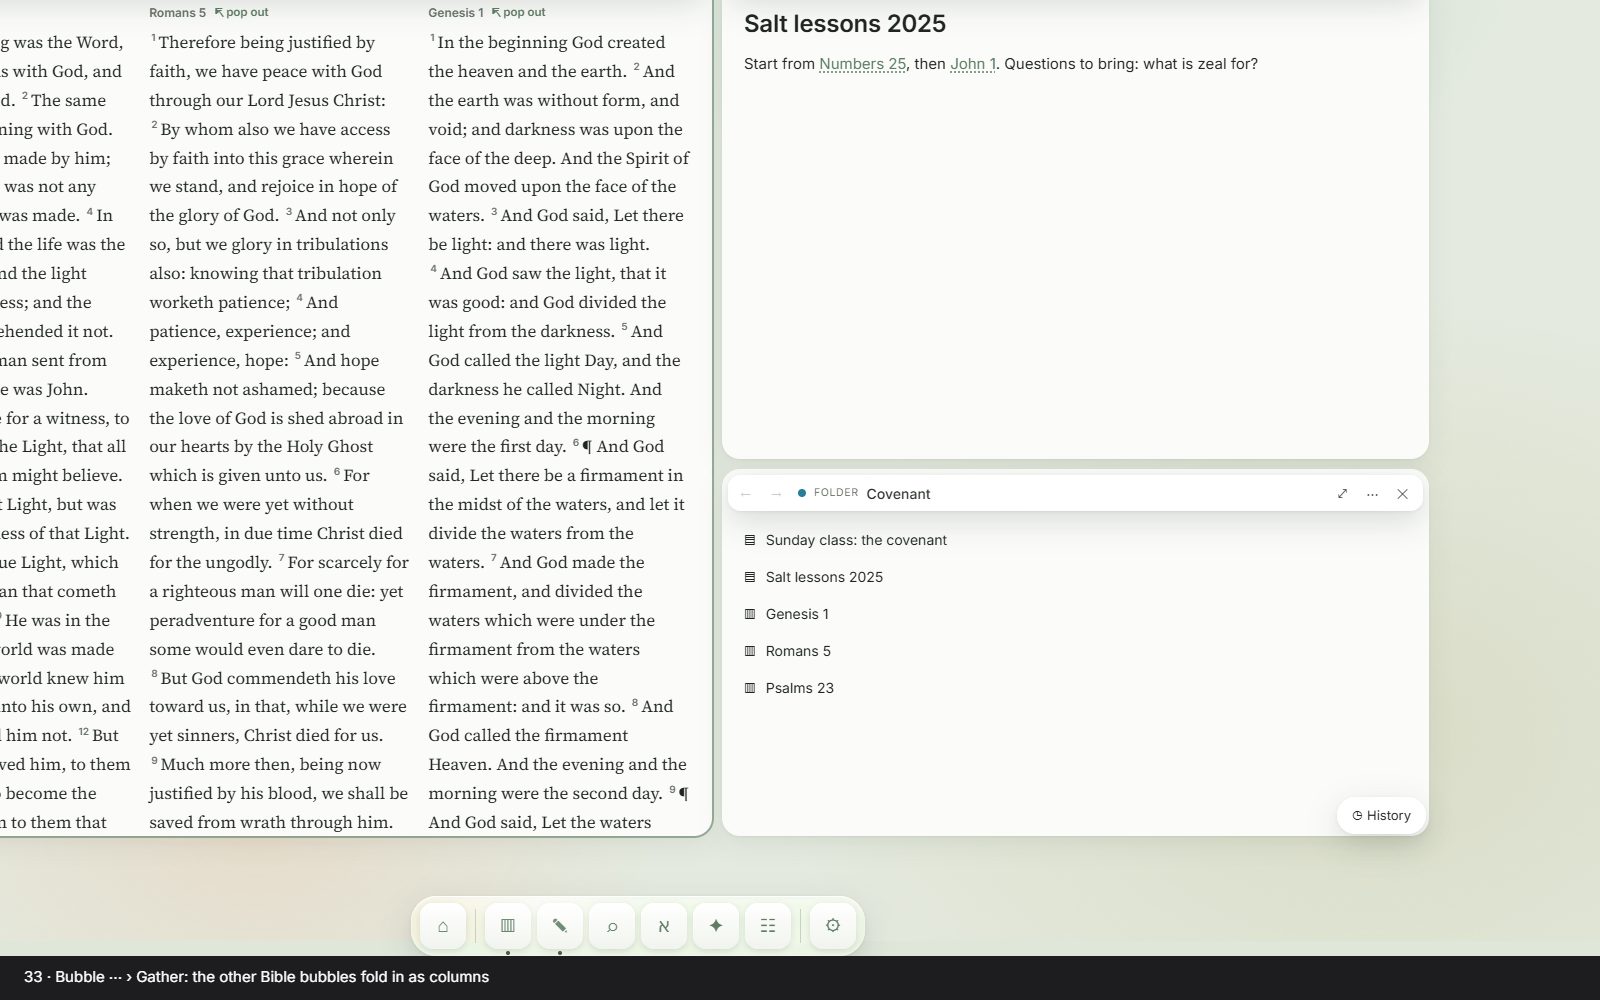 g was the Word,
s with God, and
d. 2 The same
ning with God.
made by him;
was not any
was made. 4 In
the life was the
nd the light
ess; and the
ehended it not.
man sent from
e was John.
e for a witness, to
he Light, that all
n might believe.
t Light, but was
ness of that Light.
ue Light, which
an that cometh
He was in the
orld was made
world knew him
nto his own, and
him not. 12 But
ved him, to them
become the
n to them that
Romans 5 pop out
1 Therefore being justified by
faith, we have peace with God
through our Lord Jesus Christ:
2 By whom also we have access
by faith into this grace wherein
we stand, and rejoice in hope of
the glory of God. 3 And not only
so, but we glory in tribulations
also: knowing that tribulation
worketh patience; 4 And
patience, experience; and
experience, hope: 5 And hope
maketh not ashamed; because
the love of God is shed abroad in
our hearts by the Holy Ghost
which is given unto us. 6 For
when we were yet without
strength, in due time Christ died
for the ungodly. 7 For scarcely for
a righteous man will one die: yet
peradventure for a good man
some would even dare to die.
8 But God commendeth his love
toward us, in that, while we were
yet sinners, Christ died for us.
9 Much more then, being now
justified by his blood, we shall be
saved from wrath through him.
Genesis 1 pop out
1 In the beginning God created
the heaven and the earth. 2 And
the earth was without form, and
void; and darkness was upon the
face of the deep. And the Spirit of
God moved upon the face of the
waters. 3 And God said, Let there
be light: and there was light.
4 And God saw the light, that it
was good: and God divided the
light from the darkness. 5 And
God called the light Day, and the
darkness he called Night. And
the evening and the morning
were the first day. 6 ¶ And God
said, Let there be a firmament in
the midst of the waters, and let it
divide the waters from the
waters. 7 And God made the
firmament, and divided the
waters which were under the
firmament from the waters
which were above the
firmament: and it was so. 8 And
God called the firmament
Heaven. And the evening and the
morning were the second day. 9 ¶
And God said, Let the waters
Salt lessons 2025
Start from Numbers 25, then John 1. Questions to bring: what is zeal for?
FOLDER Covenant
Sunday class: the covenant
Salt lessons 2025
Genesis 1
Romans 5
Psalms 23
History
א
33 · Bubble ··· › Gather: the other Bible bubbles fold in as columns